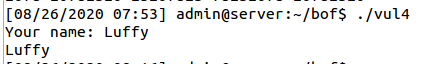 [08/26/2020 07:53] admin@server:~/bof$ ./vul4
Your name: Luffy
Luffy